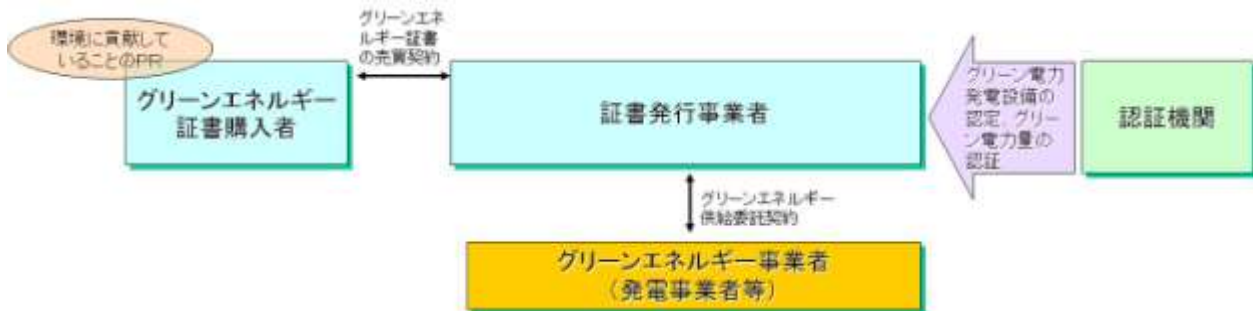 環境に貢献して
いることのPR
グリーンエネルギー
証書購入者
グリーンエネ
ルギー証書
の売買契約
証書発行事業者
グリーン電力
発電設備の
認定、グリー
ン電力量の
認証
認証機関
グリーンエネルギー
供給委託契約
グリーンエネルギー事業者
（発電事業者等）